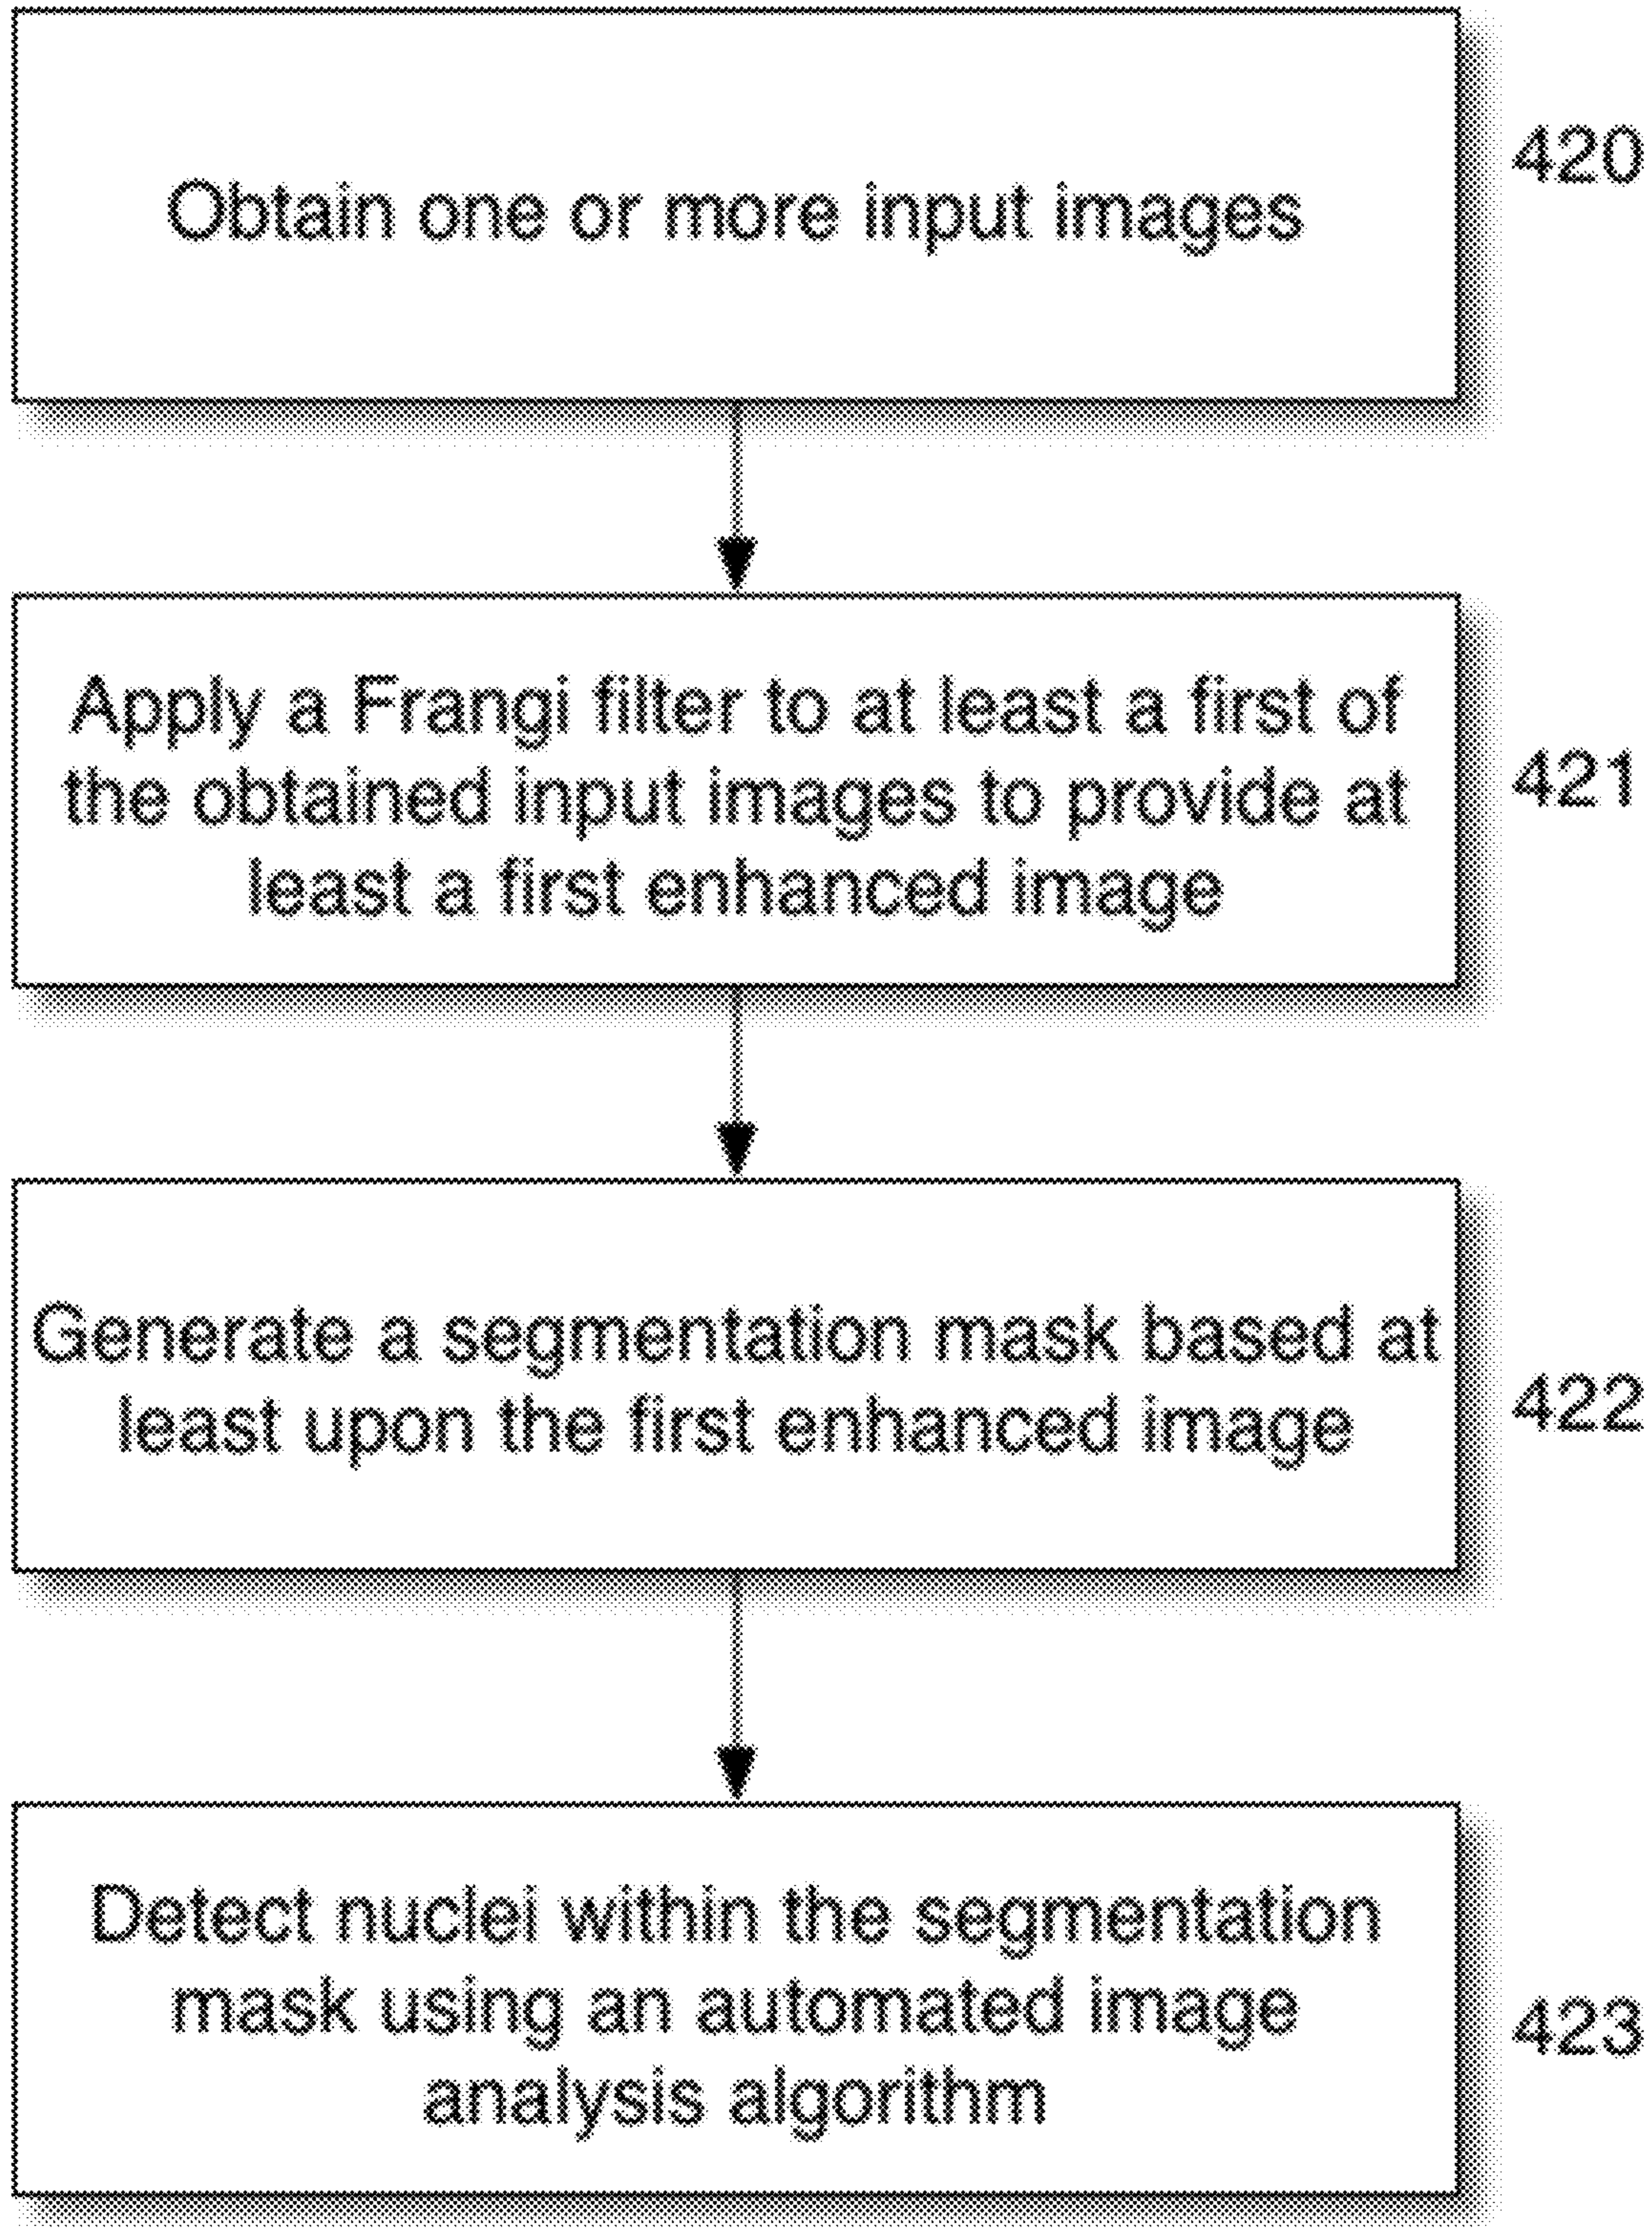 Obtain one or more input images
420
Apply a Frangi filter to at least a first of
the obtained input images to provide at
least a first enhanced image
421
Generate a segmentation mask based at
least upon the first enhanced image
422
Detect nuclei within the segmentation
mask using an automated image
analysis algorithm
423